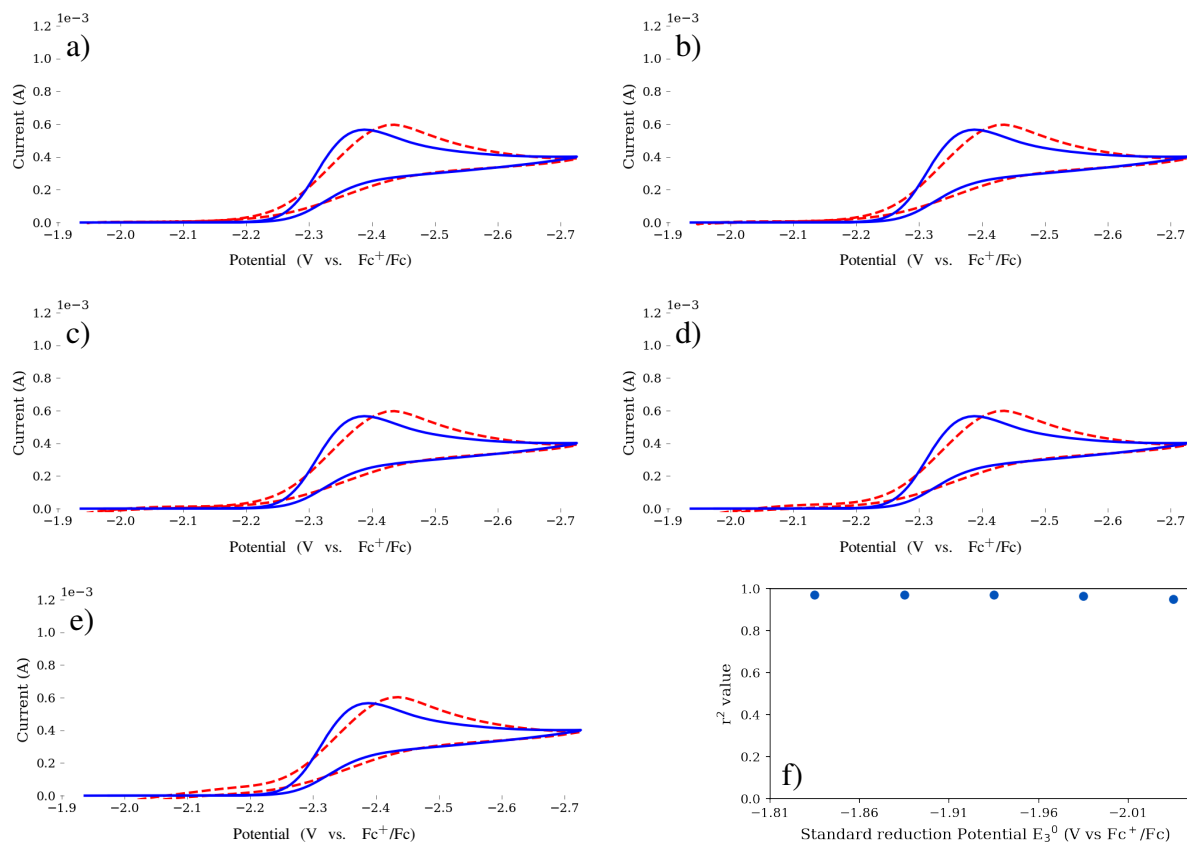 1e−3
1.2
a)
1.0
0.8
0.6
0.4
0.2
0.0
Current (A)
−1.9 −2.0 −2.1 −2.2 −2.3 −2.4 −2.5 −2.6 −2.7
Potential (V vs. Fc⁺/Fc)
1e−3
1.2
b)
1.0
0.8
0.6
0.4
0.2
0.0
Current (A)
−1.9 −2.0 −2.1 −2.2 −2.3 −2.4 −2.5 −2.6 −2.7
Potential (V vs. Fc⁺/Fc)
1e−3
1.2
c)
1.0
0.8
0.6
0.4
0.2
0.0
Current (A)
−1.9 −2.0 −2.1 −2.2 −2.3 −2.4 −2.5 −2.6 −2.7
Potential (V vs. Fc⁺/Fc)
1e−3
1.2
d)
1.0
0.8
0.6
0.4
0.2
0.0
Current (A)
−1.9 −2.0 −2.1 −2.2 −2.3 −2.4 −2.5 −2.6 −2.7
Potential (V vs. Fc⁺/Fc)
1e−3
1.2
e)
1.0
0.8
0.6
0.4
0.2
0.0
Current (A)
−1.9 −2.0 −2.1 −2.2 −2.3 −2.4 −2.5 −2.6 −2.7
Potential (V vs. Fc⁺/Fc)
1.0
0.8
0.6
0.4
0.2
0.0
r² value
f)
−1.81 −1.86 −1.91 −1.96 −2.01
Standard reduction Potential E₃⁰ (V vs Fc⁺/Fc)